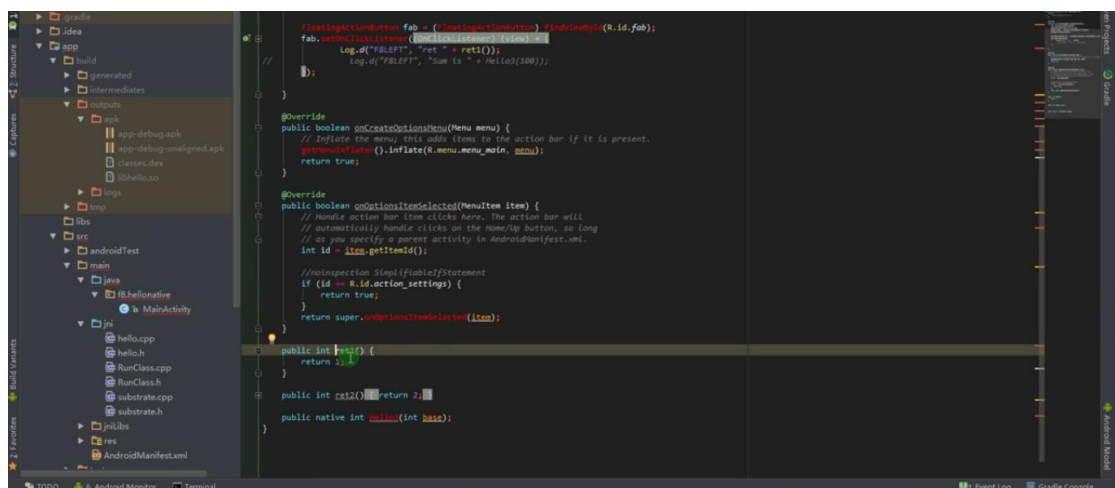 .gradle
.idea
app
build
generated
intermediates
outputs
apk
app-debug.apk
app-debug-unaligned.apk
classes.dex
libhello.so
logs
tmp
libs
src
androidTest
main
java
f8.hellonative
MainActivity
jni
hello.cpp
hello.h
RunClass.cpp
RunClass.h
substrate.cpp
substrate.h
jniLibs
res
AndroidManifest.xml
Structure
Captures
Build Variants
2: Favorites
FloatingActionButton fab = (FloatingActionButton) findViewById(R.id.fab);
fab.setOnClickListener((OnClickListener) (view) → {
Log.d("F8LEFT", "ret " + ret1());
// Log.d("F8LEFT", "Sum is " + Hello3(100));
});
}
@Override
public boolean onCreateOptionsMenu(Menu menu) {
// Inflate the menu; this adds items to the action bar if it is present.
getMenuInflater().inflate(R.menu.menu_main, menu);
return true;
}
@Override
public boolean onOptionsItemSelected(MenuItem item) {
// Handle action bar item clicks here. The action bar will
// automatically handle clicks on the Home/Up button, so long
// as you specify a parent activity in AndroidManifest.xml.
int id = item.getItemId();
//noinspection SimplifiableIfStatement
if (id == R.id.action_settings) {
return true;
}
return super.onOptionsItemSelected(item);
}
public int ret1() {
return 1;
}
public int ret2() { return 2; }
public native int Hello3(int base);
}
Projects
Gradle
Android Model
TODO
6: Android Monitor
Terminal
Event Log
Gradle Console